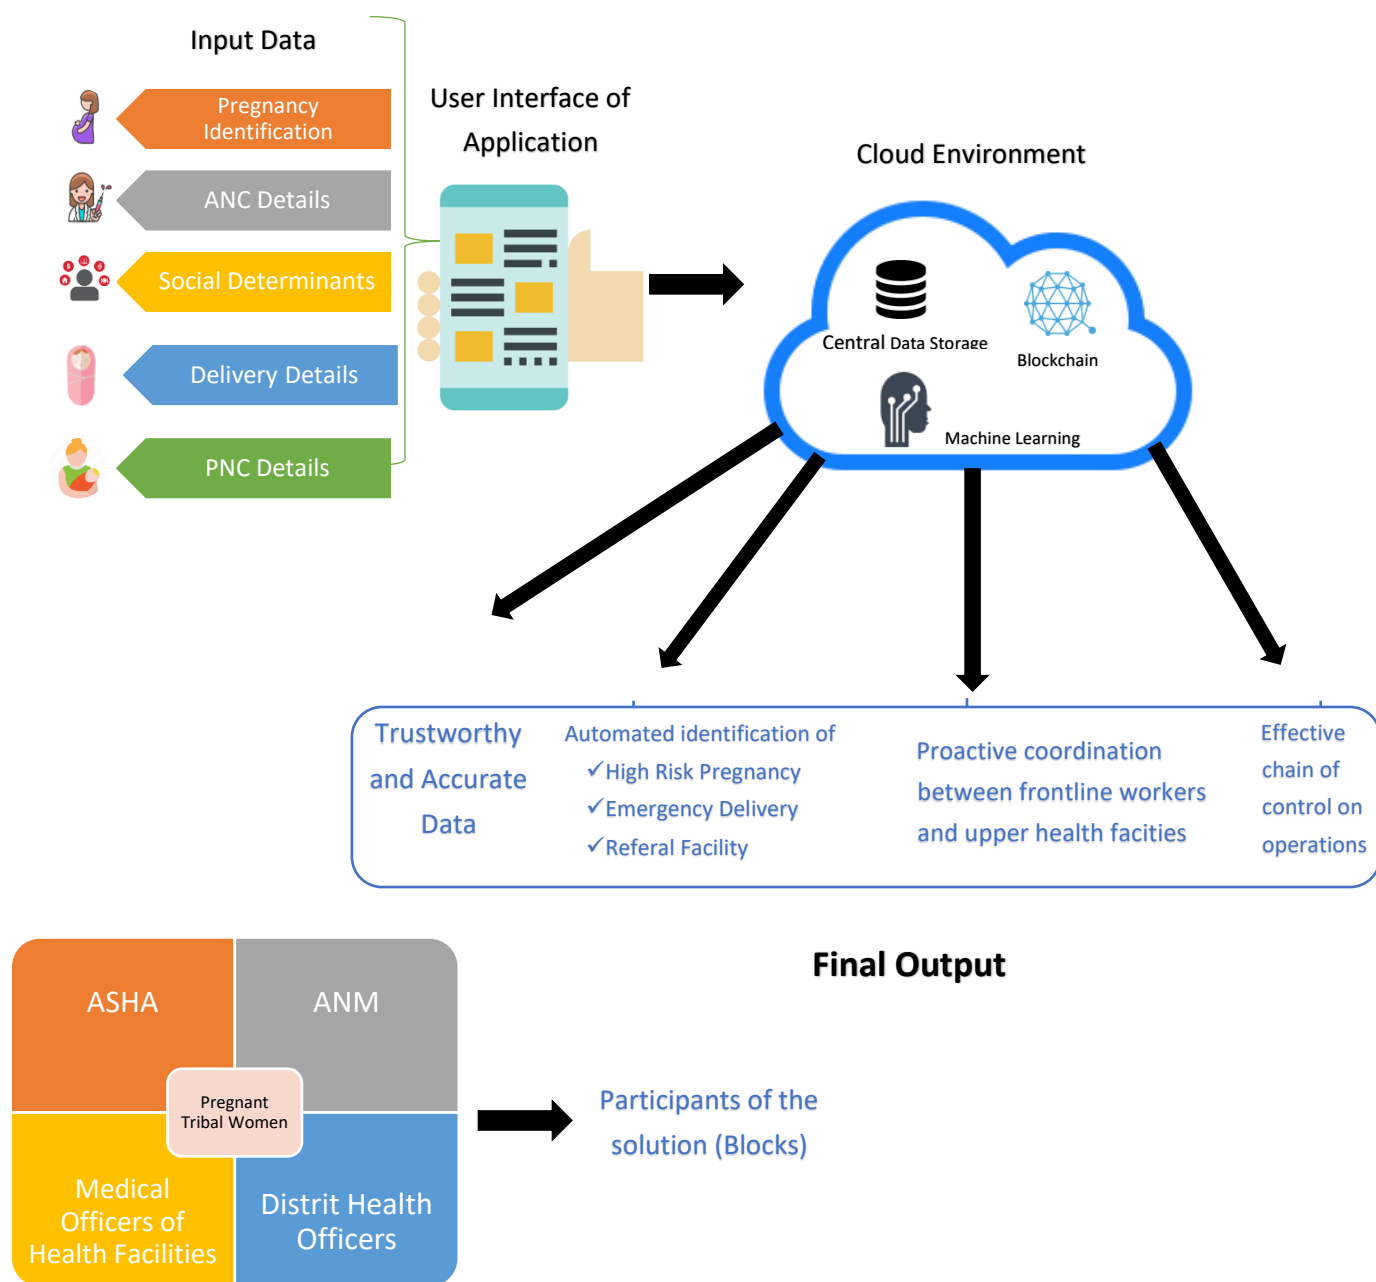 Input Data
Pregnancy
Identification
ANC Details
Social Determinants
Delivery Details
PNC Details
User Interface of
Application
Cloud Environment
Central Data Storage
Blockchain
Machine Learning
Trustworthy
and Accurate
Data
Automated identification of
✓High Risk Pregnancy
✓Emergency Delivery
✓Referal Facility
Proactive coordination
between frontline workers
and upper health facities
Effective
chain of
control on
operations
Final Output
ASHA
ANM
Pregnant
Tribal Women
Medical
Officers of
Health Facilities
Distrit Health
Officers
Participants of the
solution (Blocks)